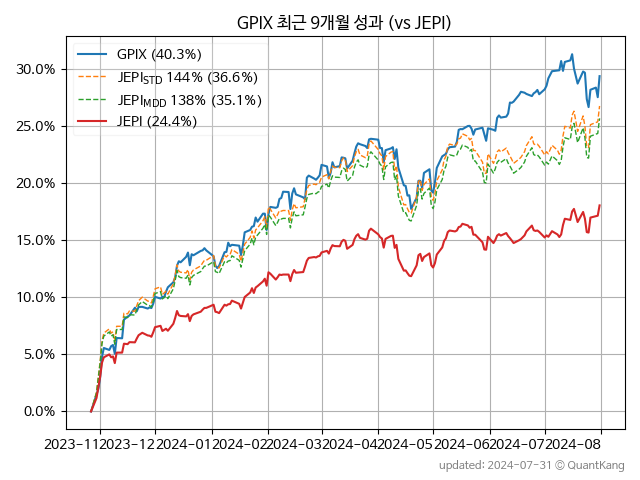 GPIX 최근 9개월 성과 (vs JEPI)
GPIX (40.3%)
JEPI_STD 144% (36.6%)
JEPI_MDD 138% (35.1%)
JEPI (24.4%)
30.0%
25.0%
20.0%
15.0%
10.0%
5.0%
0.0%
2023-11 2023-12 2024-01 2024-02 2024-03 2024-04 2024-05 2024-06 2024-07 2024-08
updated: 2024-07-31 © QuantKang